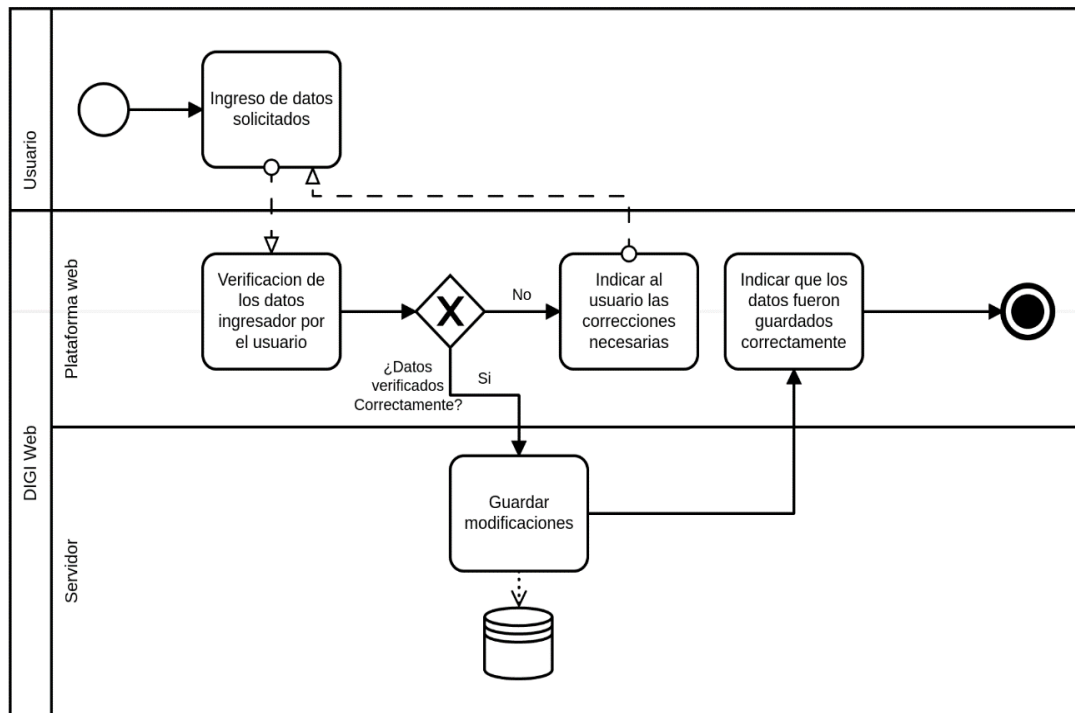 Usuario
Ingreso de datos
solicitados
DIGI Web
Plataforma web
Verificacion de
los datos
ingresador por
el usuario
¿Datos
verificados
Correctamente?
No
Si
Indicar al
usuario las
correcciones
necesarias
Indicar que los
datos fueron
guardados
correctamente
Servidor
Guardar
modificaciones